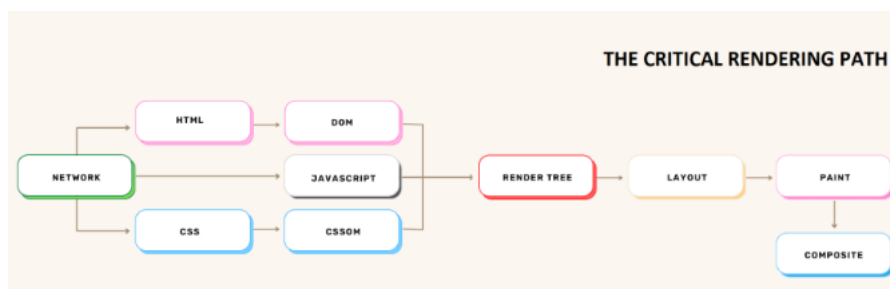 THE CRITICAL RENDERING PATH
HTML
DOM
NETWORK
JAVASCRIPT
RENDER TREE
LAYOUT
PAINT
CSS
CSSOM
COMPOSITE